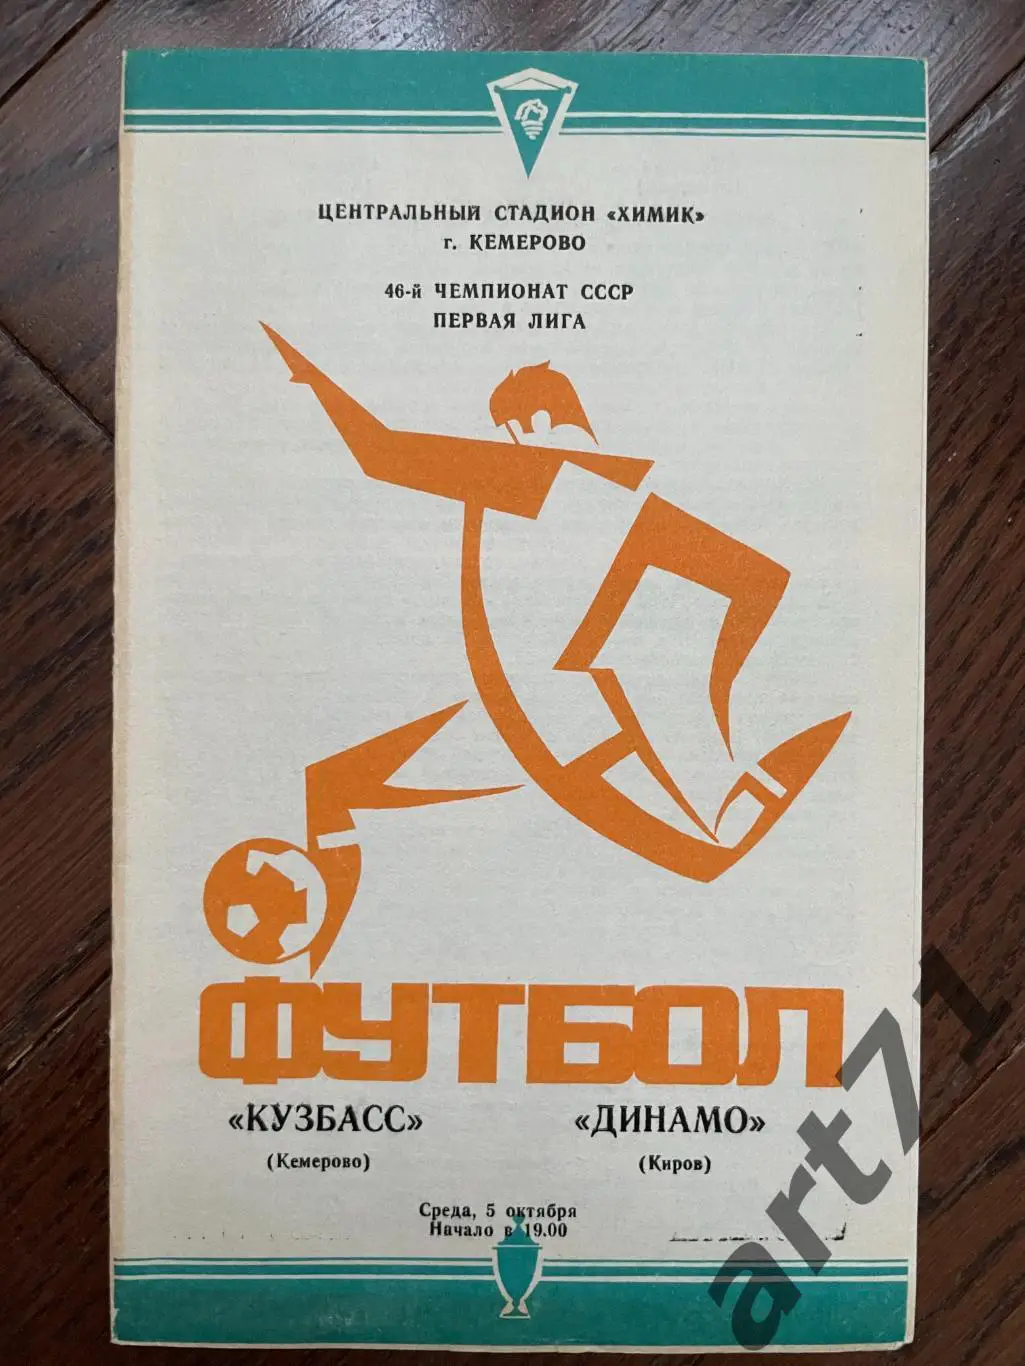 ЦЕНТРАЛЬНЫЙ СТАДИОН «ХИМИК»
г. КЕМЕРОВО
46-й ЧЕМПИОНАТ СССР
ПЕРВАЯ ЛИГА
ФУТБОЛ
«КУЗБАСС» «ДИНАМО»
(Кемерово) (Киров)
Среда, 5 октября
Начало в 19.00
art71